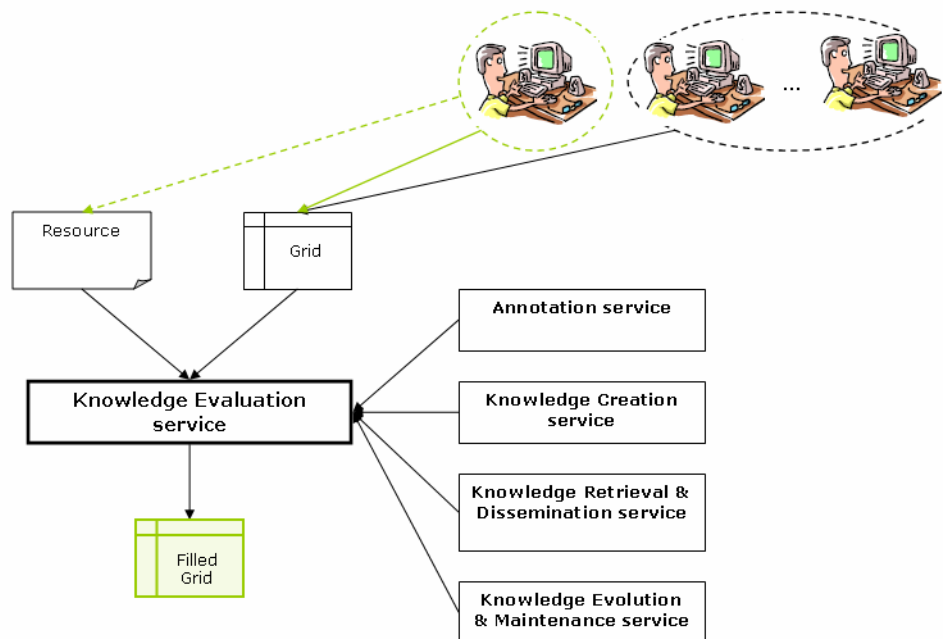 ...
Resource
Grid
Annotation service
Knowledge Evaluation
service
Knowledge Creation
service
Knowledge Retrieval &
Dissemination service
Filled
Grid
Knowledge Evolution
& Maintenance service